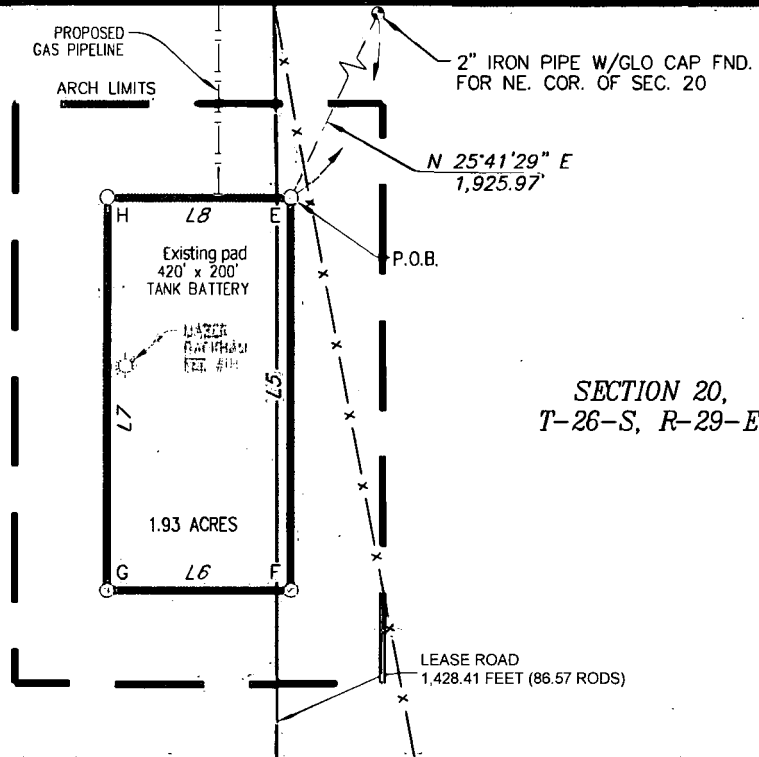 PROPOSED
GAS PIPELINE
2" IRON PIPE W/GLO CAP FND.
FOR NE. COR. OF SEC. 20
ARCH LIMITS
N 25°41'29" E
1,925.97'
H
L8
E
P.O.B.
Existing pad
420' x 200'
TANK BATTERY
L5
L7
SECTION 20,
T-26-S, R-29-E
1.93 ACRES
G
L6
F
LEASE ROAD
1,428.41 FEET (86.57 RODS)